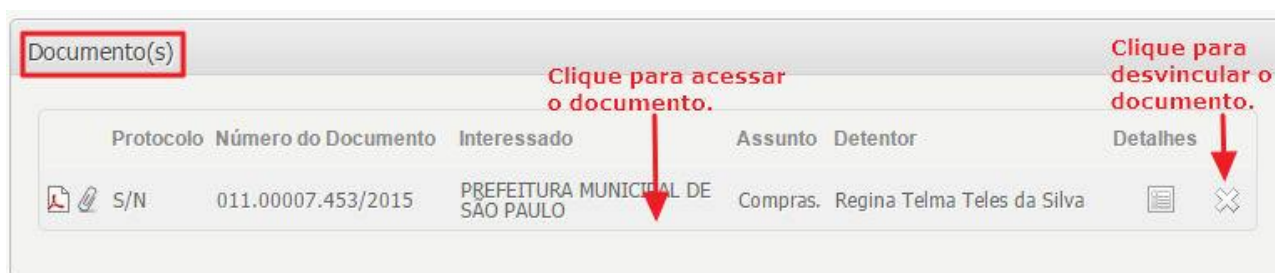 Documento(s)
Clique para acessar
o documento.
Clique para
desvincular o
documento.
Protocolo Número do Documento Interessado Assunto Detentor Detalhes
S/N 011.00007.453/2015 PREFEITURA MUNICIPAL DE
SÃO PAULO Compras. Regina Telma Teles da Silva